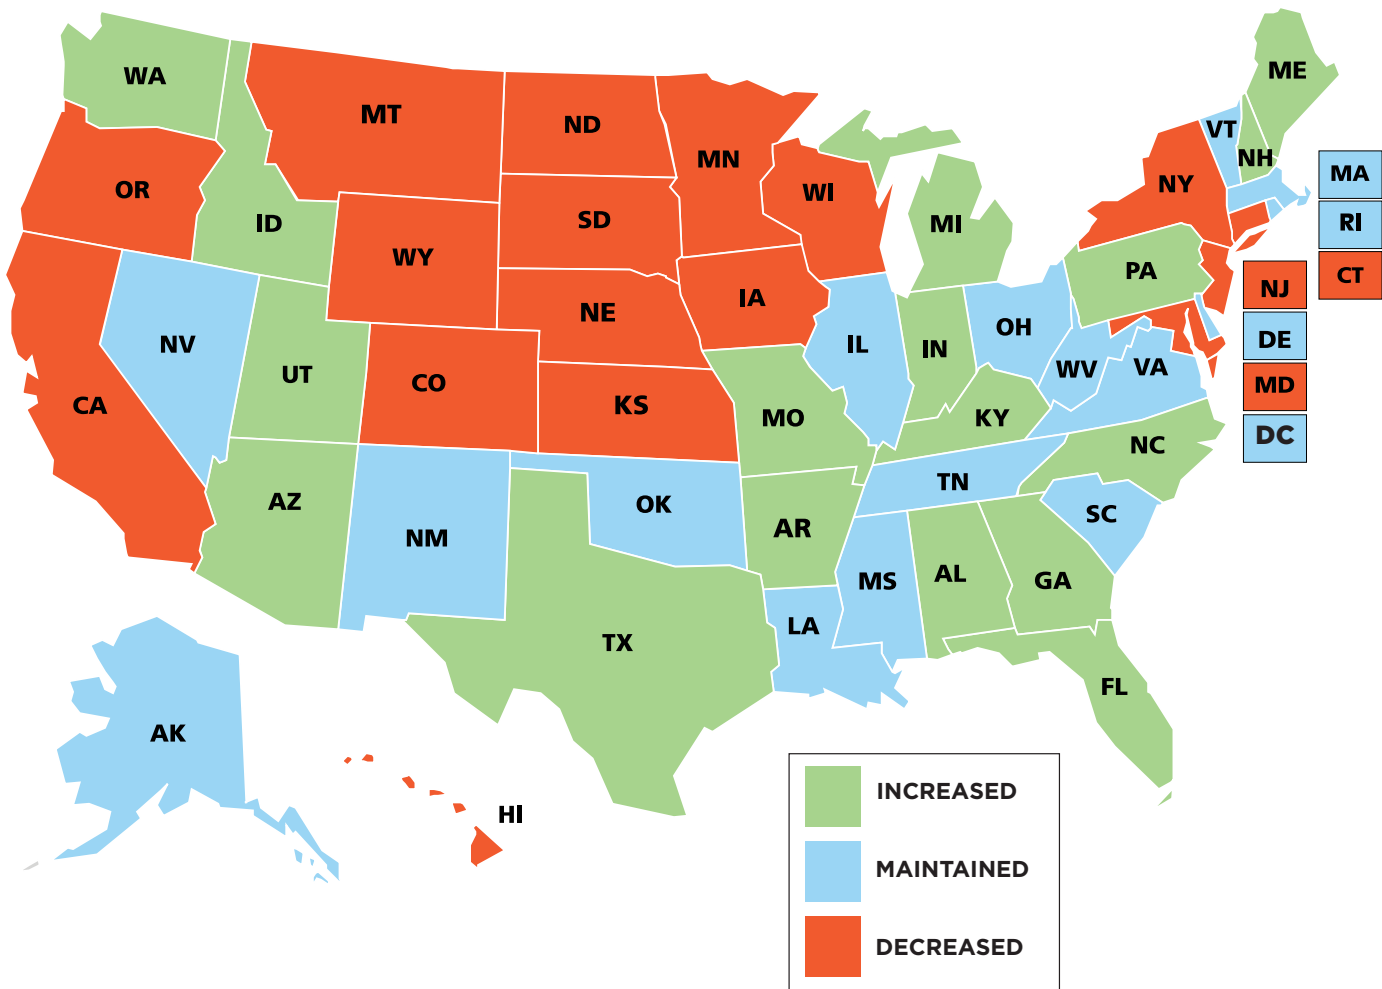 WA
MT
ND
MN
WI
MI
ME
VT
NH
NY
MA
RI
CT
OR
ID
WY
SD
IA
NE
PA
NJ
DE
MD
DC
NV
UT
CO
KS
MO
IL
IN
OH
WV
VA
KY
CA
AZ
NM
OK
AR
TN
NC
SC
MS
AL
GA
LA
TX
FL
AK
HI
INCREASED
MAINTAINED
DECREASED